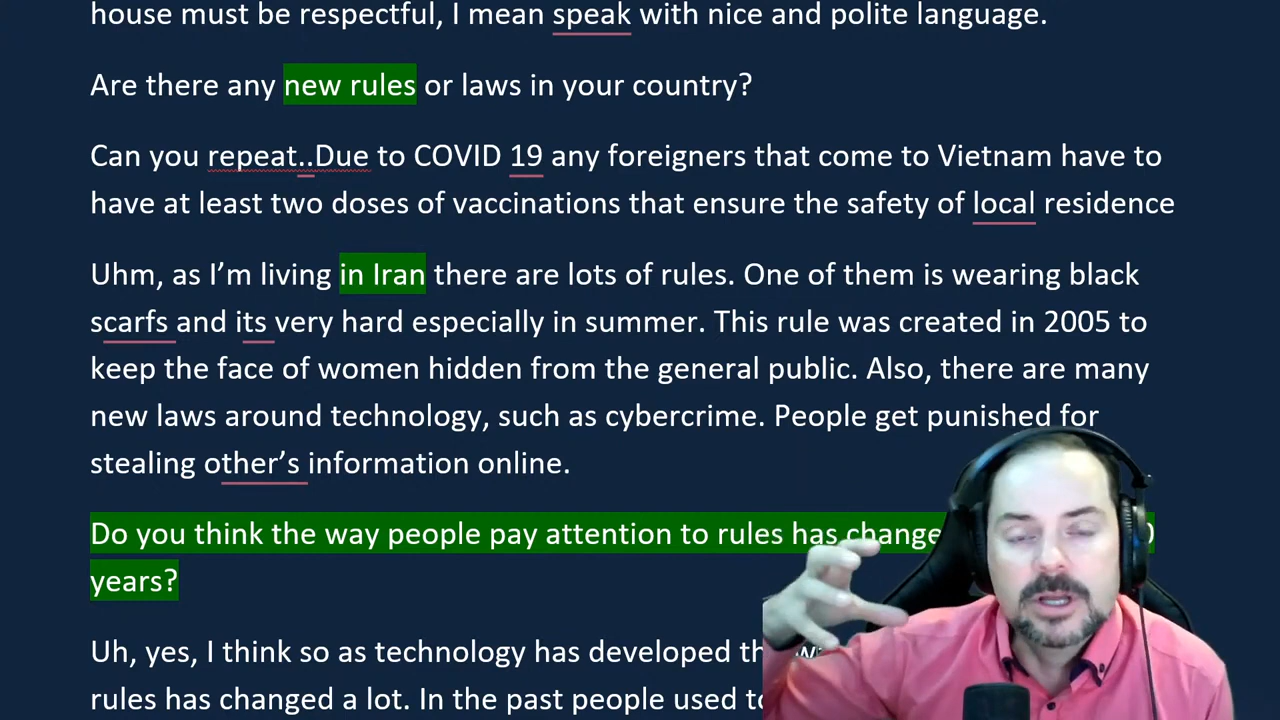 house must be respectful, I mean speak with nice and polite language.
Are there any new rules or laws in your country?
Can you repeat..Due to COVID 19 any foreigners that come to Vietnam have to
have at least two doses of vaccinations that ensure the safety of local residence
Uhm, as I’m living in Iran there are lots of rules. One of them is wearing black
scarfs and its very hard especially in summer. This rule was created in 2005 to
keep the face of women hidden from the general public. Also, there are many
new laws around technology, such as cybercrime. People get punished for
stealing other’s information online.
Do you think the way people pay attention to rules has change
years?
Uh, yes, I think so as technology has developed th
rules has changed a lot. In the past people used to